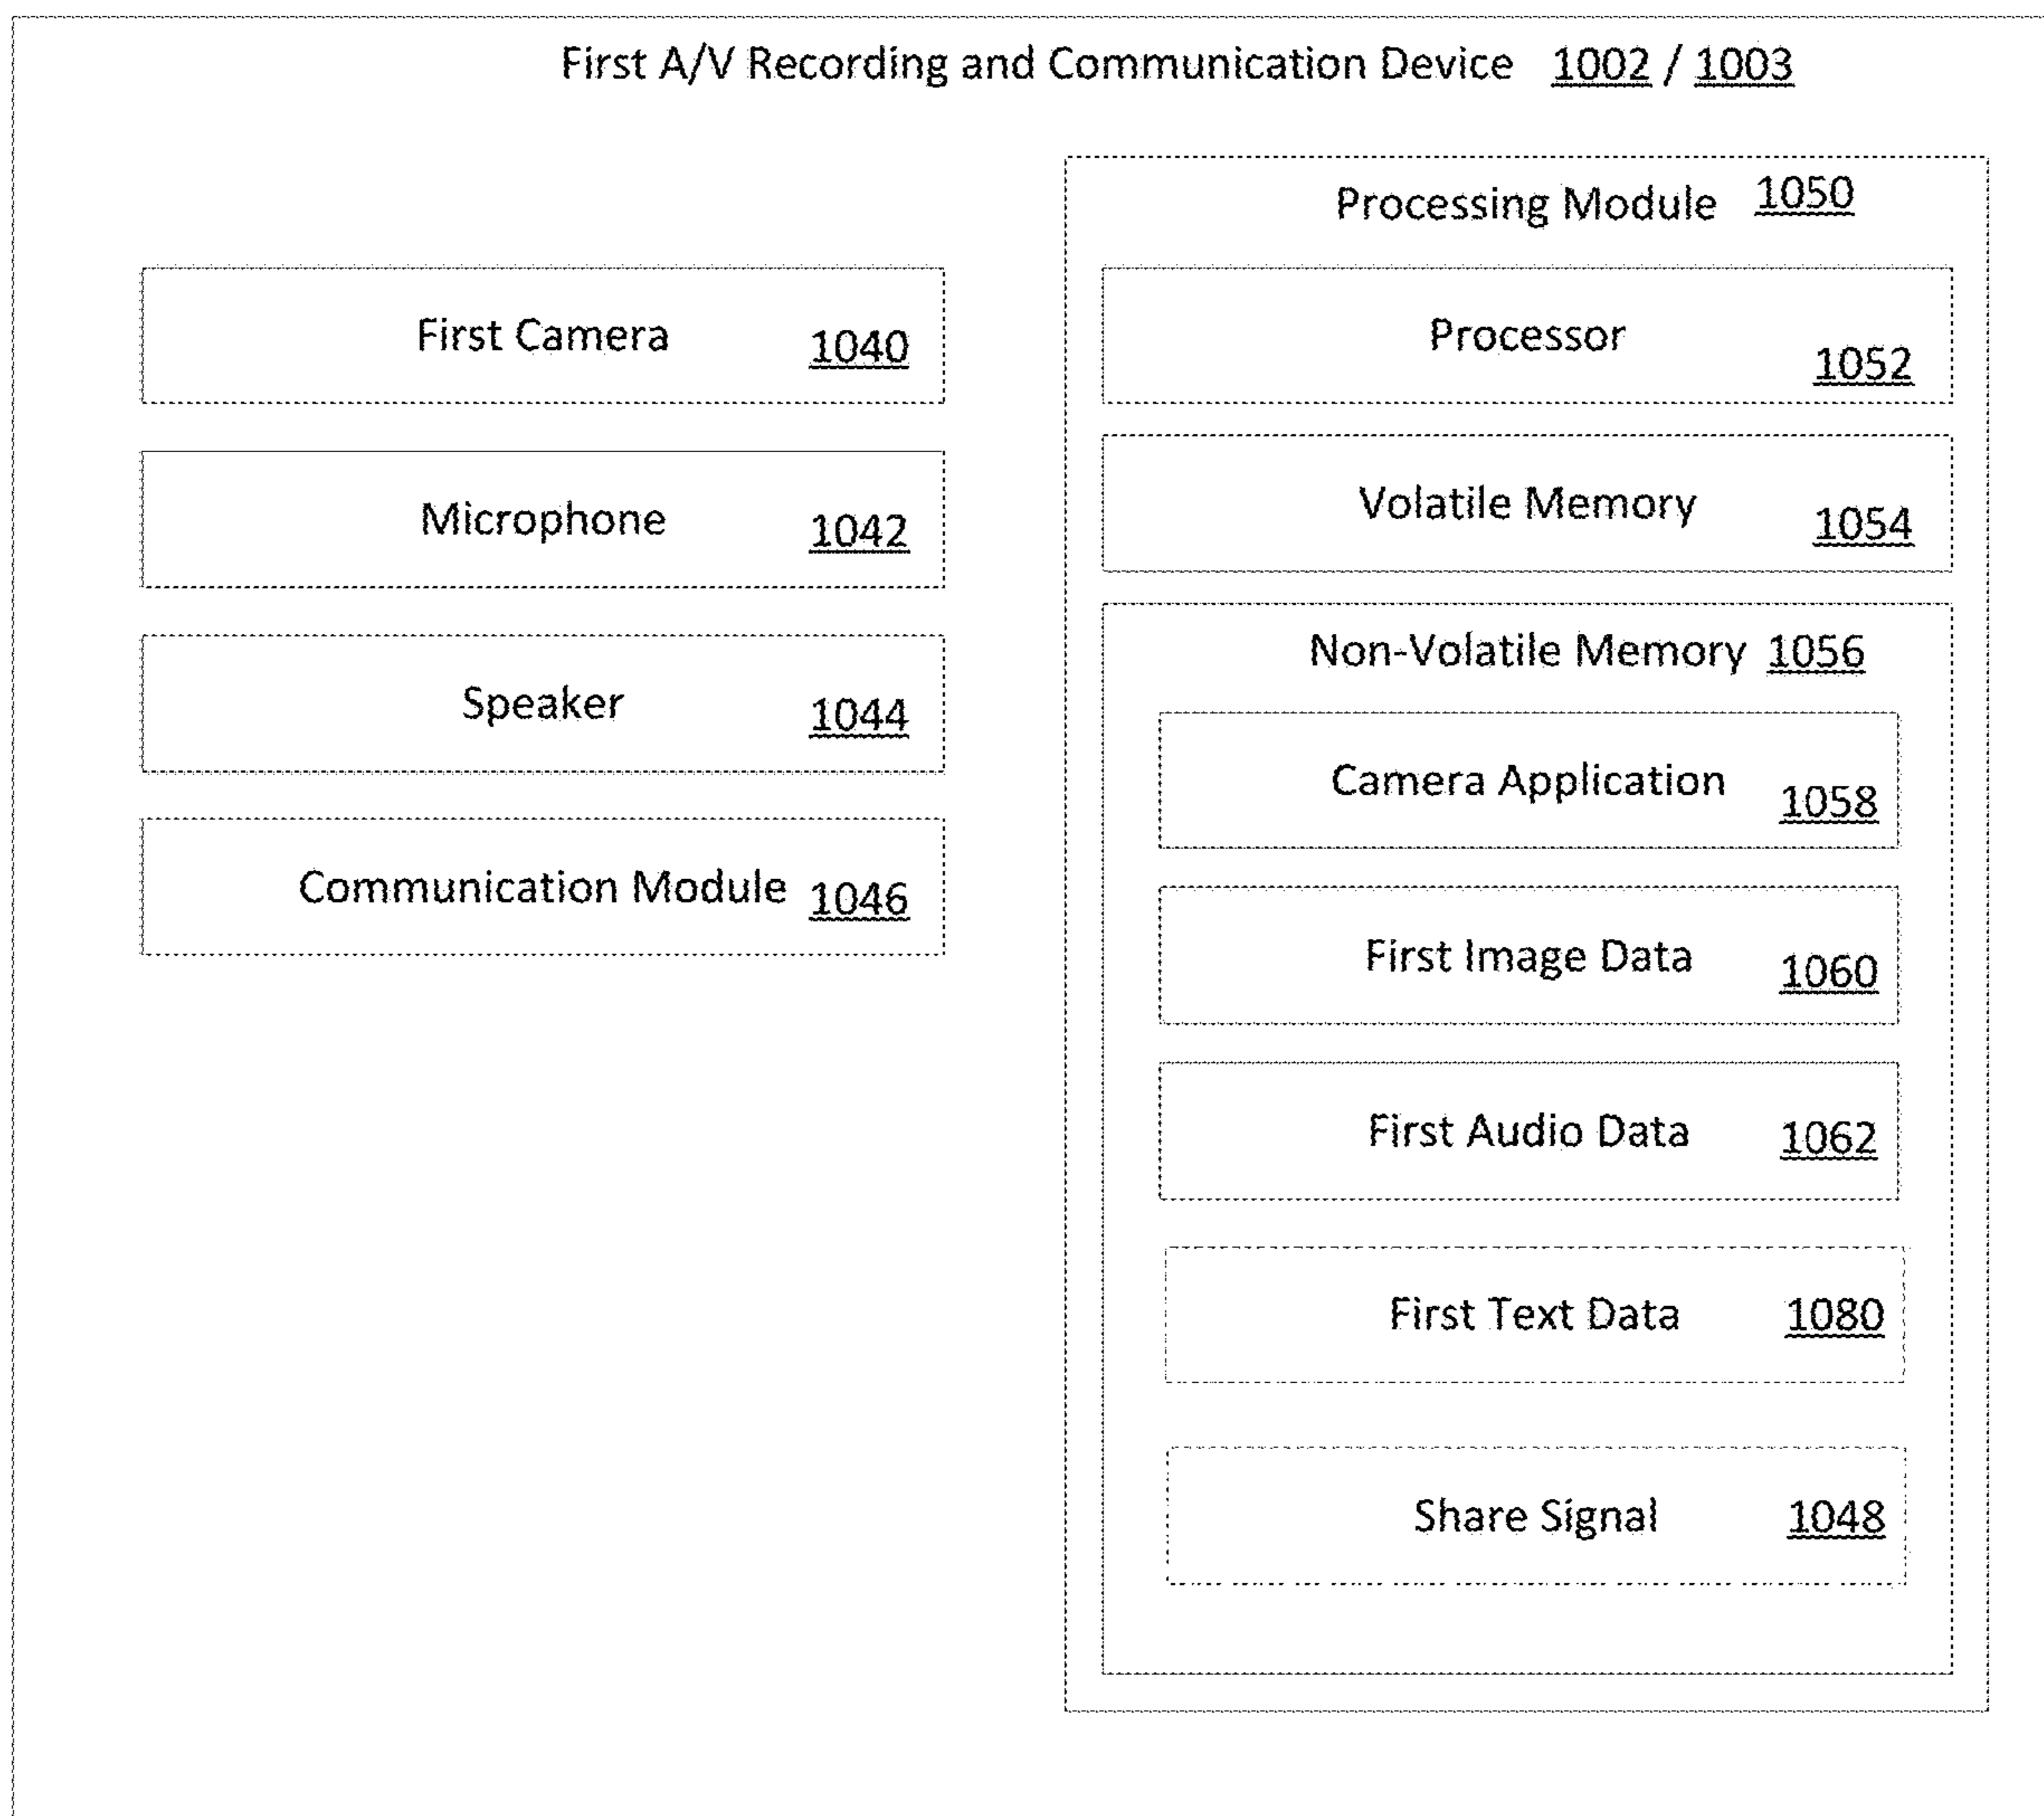 First A/V Recording and Communication Device 1002 / 1003
First Camera 1040
Microphone 1042
Speaker 1044
Communication Module 1046
Processing Module 1050
Processor 1052
Volatile Memory 1054
Non-Volatile Memory 1056
Camera Application 1058
First Image Data 1060
First Audio Data 1062
First Text Data 1080
Share Signal 1048